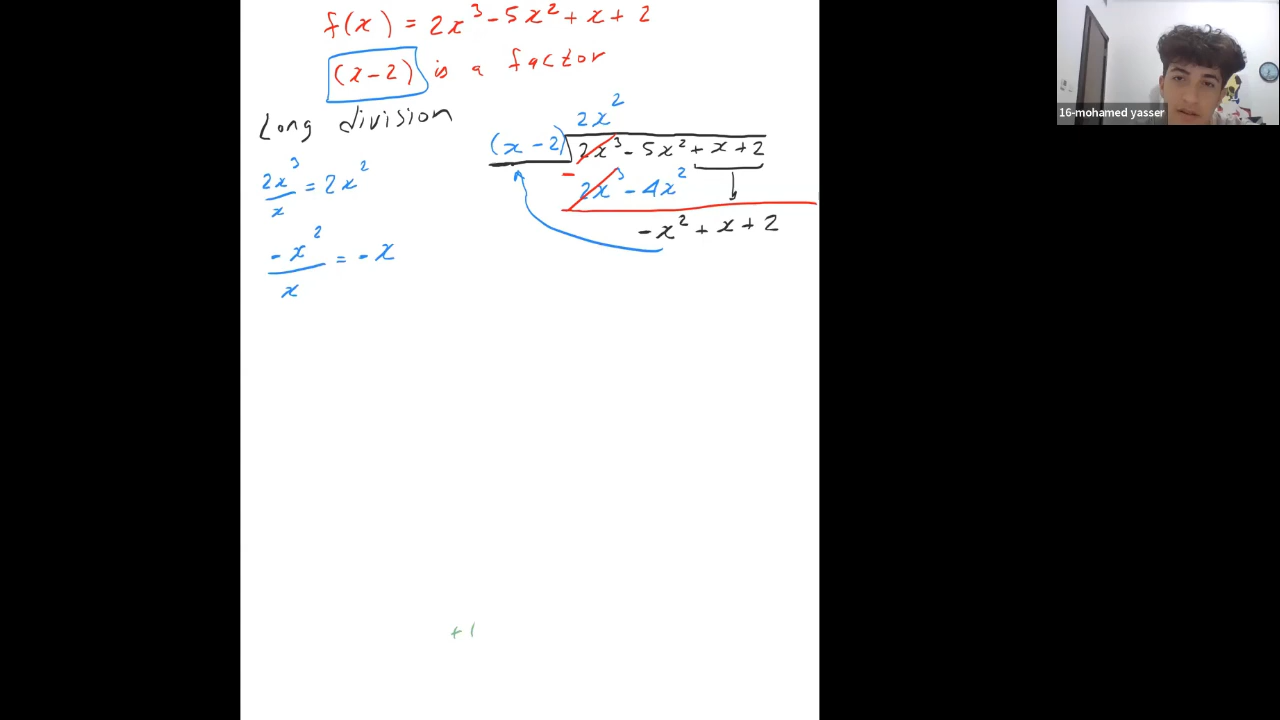 f(x) = 2x³ - 5x² + x + 2
(x - 2) is a factor
Long division
2x²
(x - 2) 2x³ - 5x² + x + 2
- 2x³ - 4x²
- x² + x + 2
2x³/x = 2x²
- x²/x = - x
16-mohamed yasser